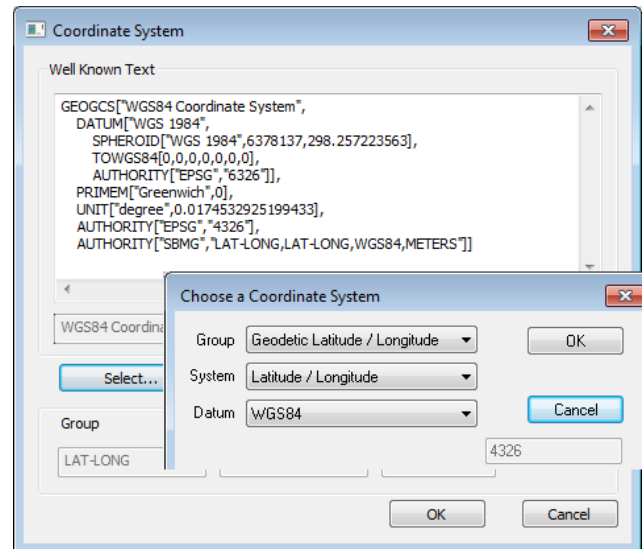 Coordinate System
Well Known Text
GEOGCS["WGS84 Coordinate System",
DATUM["WGS 1984",
SPHEROID["WGS 1984",6378137,298.257223563],
TOWGS84[0,0,0,0,0,0,0],
AUTHORITY["EPSG","6326"]],
PRIMEM["Greenwich",0],
UNIT["degree",0.0174532925199433],
AUTHORITY["EPSG","4326"],
AUTHORITY["SBMG","LAT-LONG,LAT-LONG,WGS84,METERS"]]
WGS84 Coordina
Select...
Group
LAT-LONG
Choose a Coordinate System
Group Geodetic Latitude / Longitude OK
System Latitude / Longitude
Datum WGS84 Cancel
4326
OK Cancel